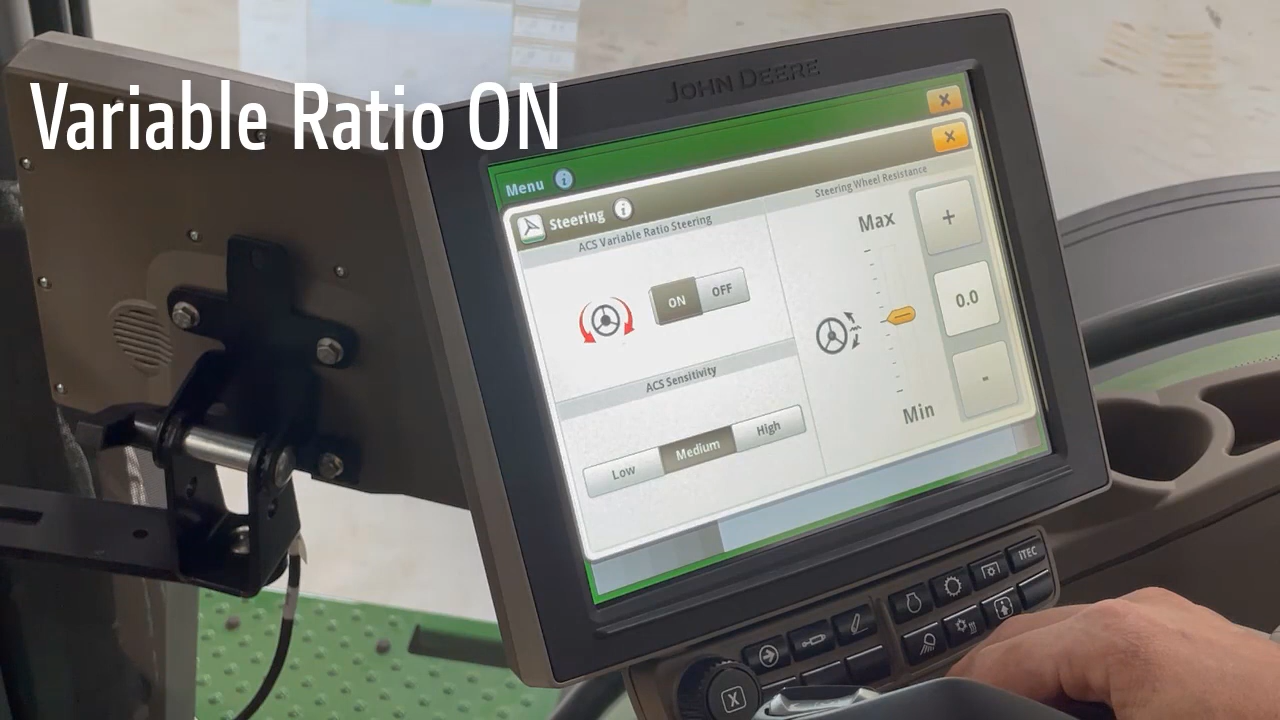 Variable Ratio ON
JOHN DEERE
Menu
Steering
ACS Variable Ratio Steering
ON OFF
ACS Sensitivity
Low Medium High
Steering Wheel Resistance
Max
+
0.0
-
Min
ITEC
X